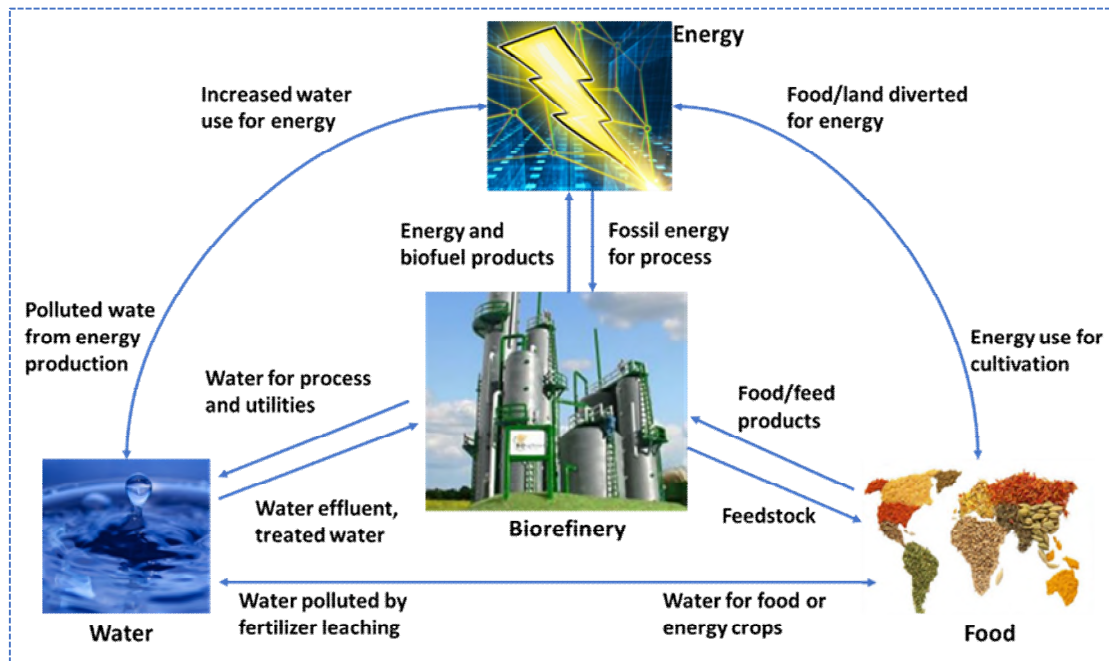 Energy
Increased water
use for energy
Food/land diverted
for energy
Energy and
biofuel products
Fossil energy
for process
Polluted wate
from energy
production
Energy use for
cultivation
Water for process
and utilities
Food/feed
products
Water effluent,
treated water
Feedstock
Biorefinery
Water polluted by
fertilizer leaching
Water for food or
energy crops
Water
Food